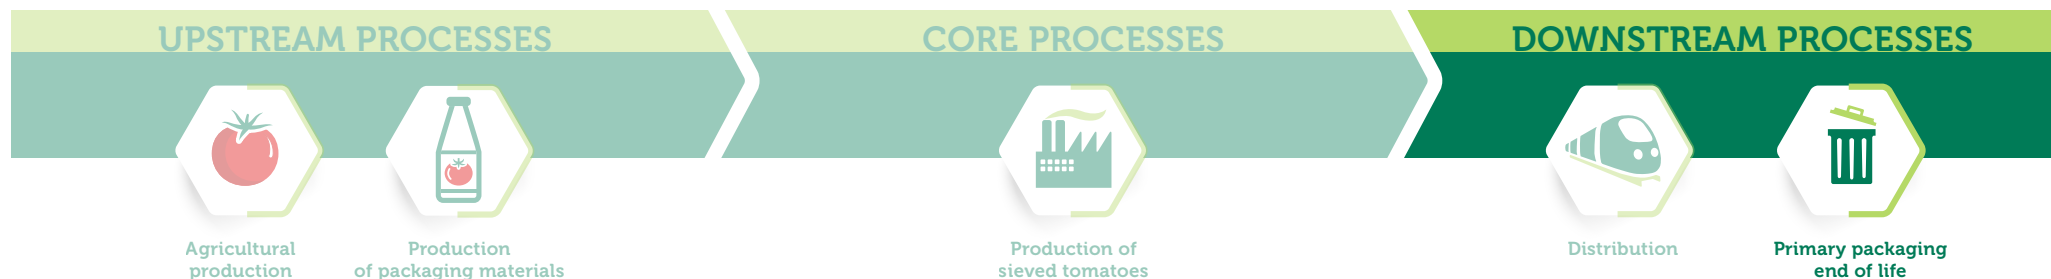 UPSTREAM PROCESSES
CORE PROCESSES
DOWNSTREAM PROCESSES
Agricultural
production
Production
of packaging materials
Production of
sieved tomatoes
Distribution
Primary packaging
end of life